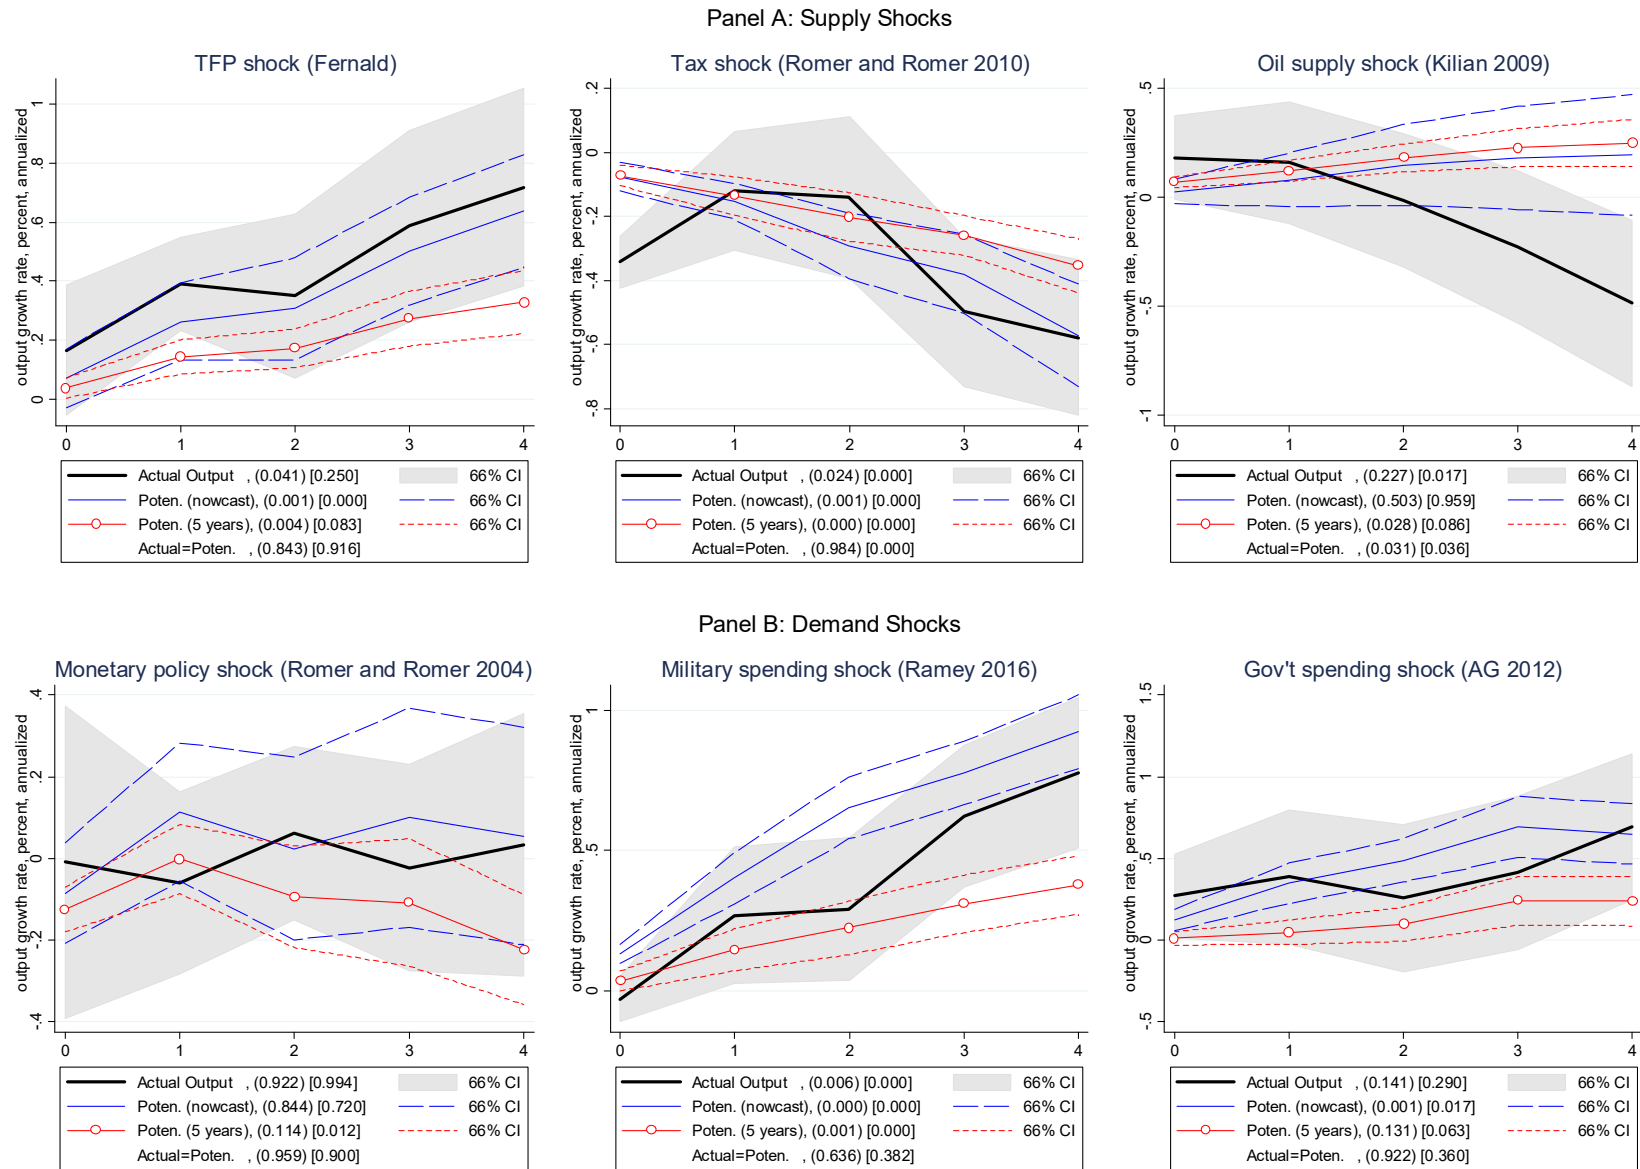 Panel A: Supply Shocks
TFP shock (Fernald)
output growth rate, percent, annualized
1
.8
.6
.4
.2
0
0 1 2 3 4
Actual Output , (0.041) [0.250] 66% CI
Poten. (nowcast), (0.001) [0.000] 66% CI
Poten. (5 years), (0.004) [0.083] 66% CI
Actual=Poten. , (0.843) [0.916]
Tax shock (Romer and Romer 2010)
output growth rate, percent, annualized
.2
0
-.2
-.4
-.6
-.8
0 1 2 3 4
Actual Output , (0.024) [0.000] 66% CI
Poten. (nowcast), (0.001) [0.000] 66% CI
Poten. (5 years), (0.000) [0.000] 66% CI
Actual=Poten. , (0.984) [0.000]
Oil supply shock (Kilian 2009)
output growth rate, percent, annualized
.5
0
-.5
-1
0 1 2 3 4
Actual Output , (0.227) [0.017] 66% CI
Poten. (nowcast), (0.503) [0.959] 66% CI
Poten. (5 years), (0.028) [0.086] 66% CI
Actual=Poten. , (0.031) [0.036]
Panel B: Demand Shocks
Monetary policy shock (Romer and Romer 2004)
output growth rate, percent, annualized
.4
.2
0
-.2
-.4
0 1 2 3 4
Actual Output , (0.922) [0.994] 66% CI
Poten. (nowcast), (0.844) [0.720] 66% CI
Poten. (5 years), (0.114) [0.012] 66% CI
Actual=Poten. , (0.959) [0.900]
Military spending shock (Ramey 2016)
output growth rate, percent, annualized
1
.5
0
0 1 2 3 4
Actual Output , (0.006) [0.000] 66% CI
Poten. (nowcast), (0.000) [0.000] 66% CI
Poten. (5 years), (0.001) [0.000] 66% CI
Actual=Poten. , (0.636) [0.382]
Gov't spending shock (AG 2012)
output growth rate, percent, annualized
1.5
1
.5
0
-.5
0 1 2 3 4
Actual Output , (0.141) [0.290] 66% CI
Poten. (nowcast), (0.001) [0.017] 66% CI
Poten. (5 years), (0.131) [0.063] 66% CI
Actual=Poten. , (0.922) [0.360]